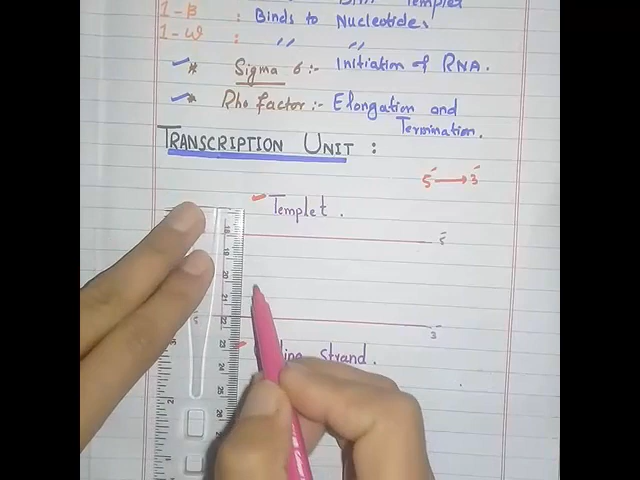 1-β : Binds to Nucleotide,
1-ω : // //
* Sigma б :- Initiation of RNA.
* Rho factor :- Elongation and
Termination.
TRANSCRIPTION UNIT :
5' → 3'
Templet .
5'
3'
strand .